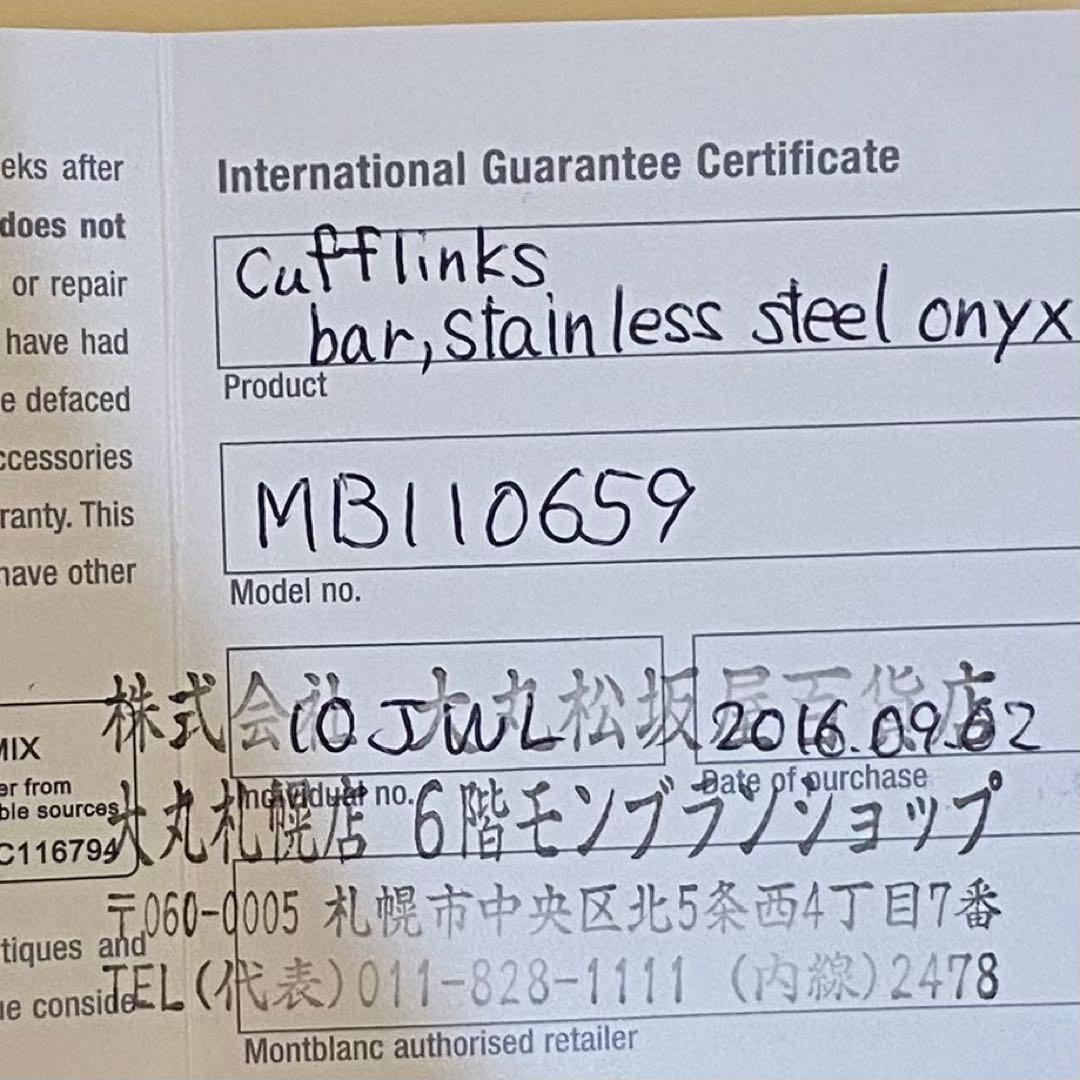 eks after
does not
or repair
have had
e defaced
ccessories
ranty. This
have other
MIX
er from
ble sources
C116794
tiques and
ue conside
International Guarantee Certificate
Cufflinks
bar, stainless steel onyx
Product
MB110659
Model no.
株式会社 大丸松坂屋百貨店
10 JWL
2016.09.02
Individual no.
Date of purchase
大丸札幌店 6階モンブランショップ
〒060-0005 札幌市中央区北5条西4丁目7番
TEL(代表)011-828-1111 (内線)2478
Montblanc authorised retailer